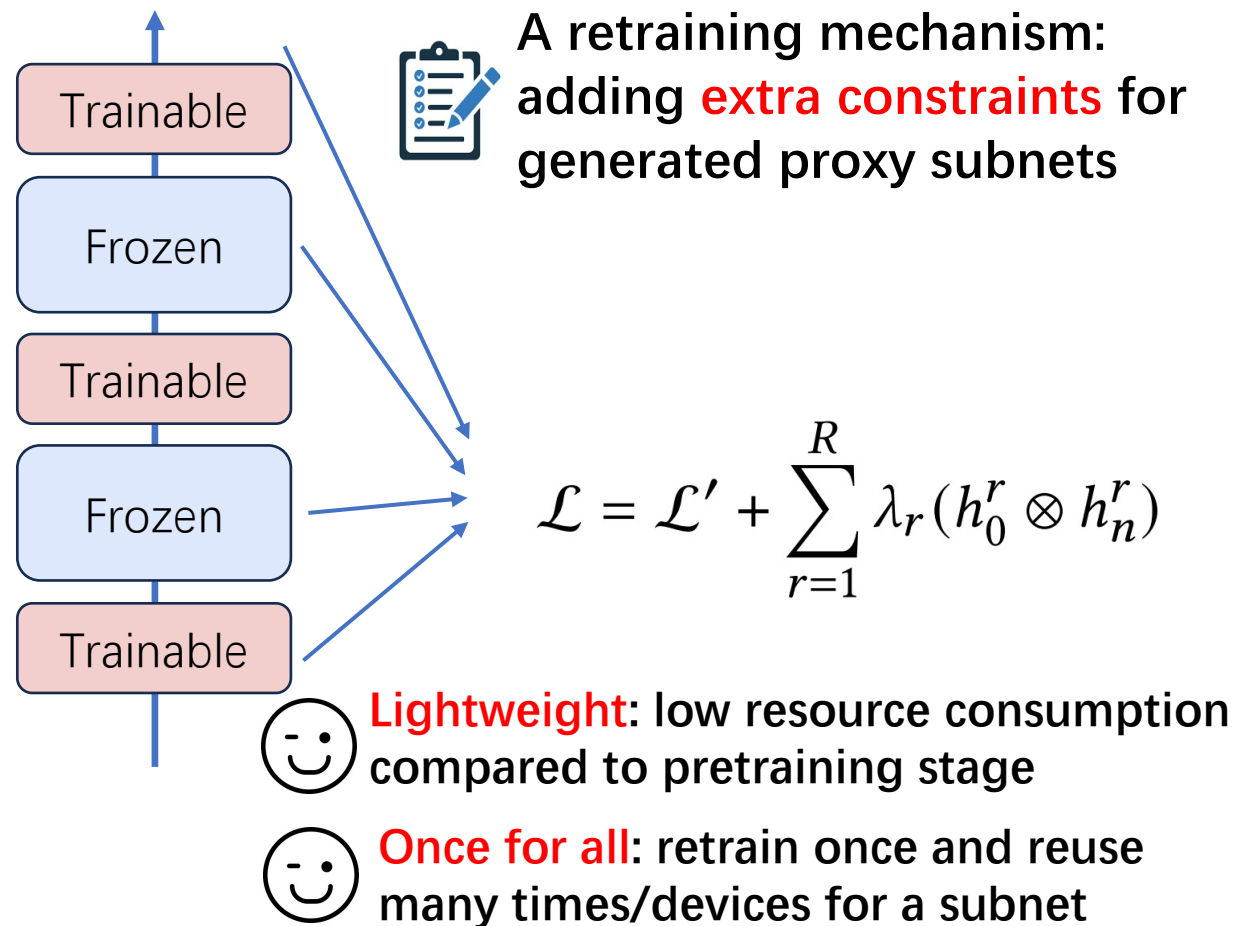 A retraining mechanism:
adding extra constraints for
generated proxy subnets
Trainable
Frozen
Trainable
Frozen
Trainable
ℒ = ℒ′ + ∑_{r=1}^{R} λ_r (h_0^r ⊗ h_n^r)
Lightweight: low resource consumption
compared to pretraining stage
Once for all: retrain once and reuse
many times/devices for a subnet